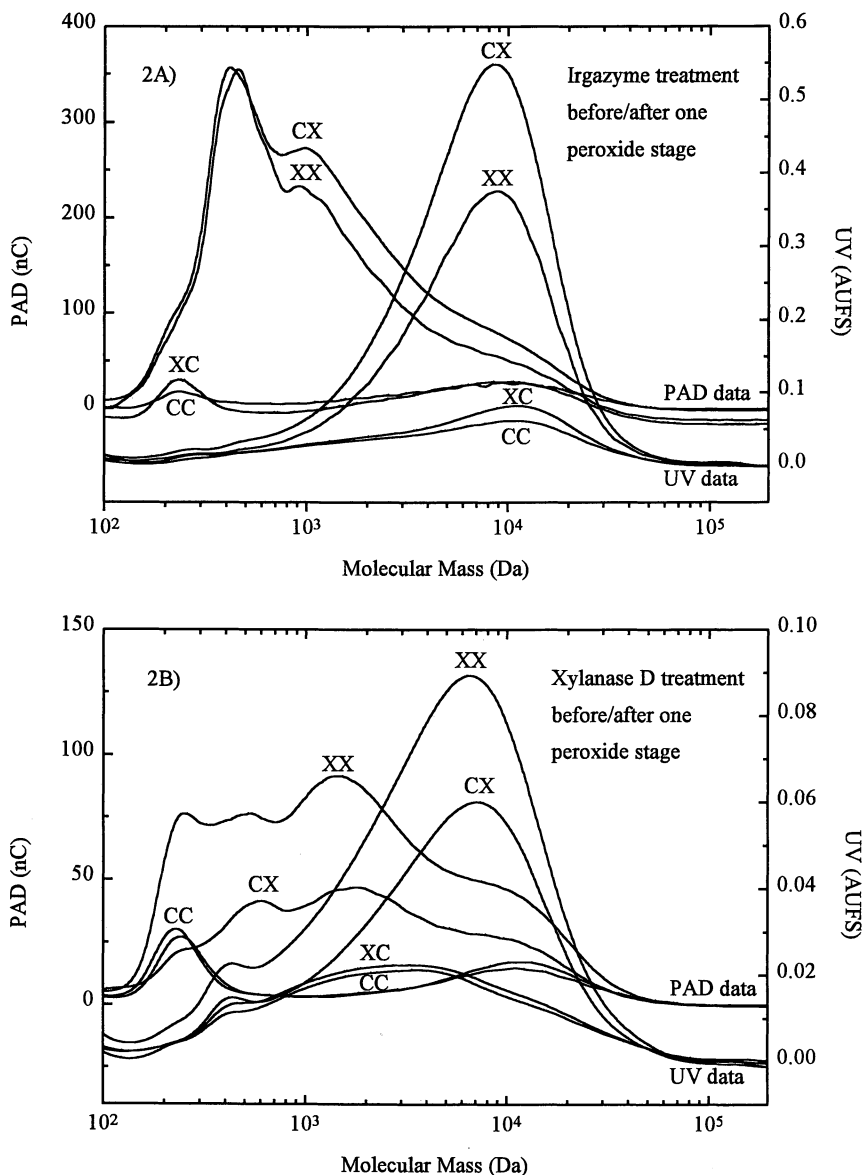 2A)
Irgazyme treatment
before/after one
peroxide stage
400
300
200
100
0
PAD (nC)
0.6
0.5
0.4
0.3
0.2
0.1
0.0
UV (AUFS)
CX
CX
XX
XX
XC
CC
PAD data
XC
CC
UV data
10²
10³
10⁴
10⁵
Molecular Mass (Da)
2B)
Xylanase D treatment
before/after one
peroxide stage
150
100
50
0
PAD (nC)
0.10
0.08
0.06
0.04
0.02
0.00
UV (AUFS)
XX
XX
CX
CX
CC
XC
CC
PAD data
UV data
10²
10³
10⁴
10⁵
Molecular Mass (Da)